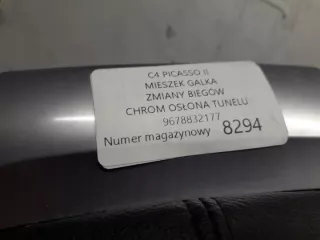 C4 PICASSO II
MIESZEK GAŁKA
ZMIANY BIEGÓW
CHROM OSŁONA TUNELU
9678832177
Numer magazynowy 8294